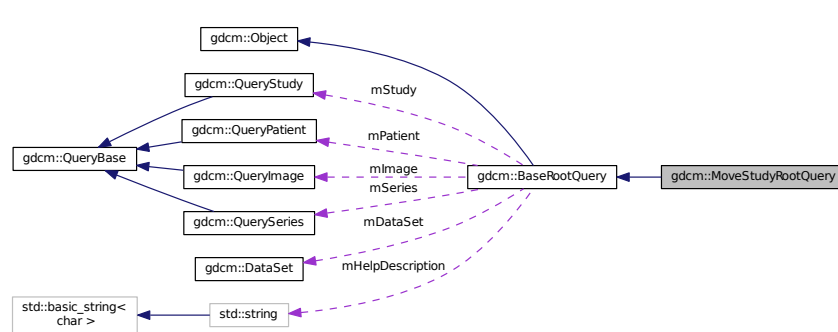 gdcm::Object
gdcm::QueryStudy
mStudy
gdcm::QueryPatient
mPatient
gdcm::QueryBase
gdcm::QueryImage
mImage
gdcm::BaseRootQuery
gdcm::MoveStudyRootQuery
mSeries
gdcm::QuerySeries
mDataSet
gdcm::DataSet
mHelpDescription
std::basic_string<
char >
std::string